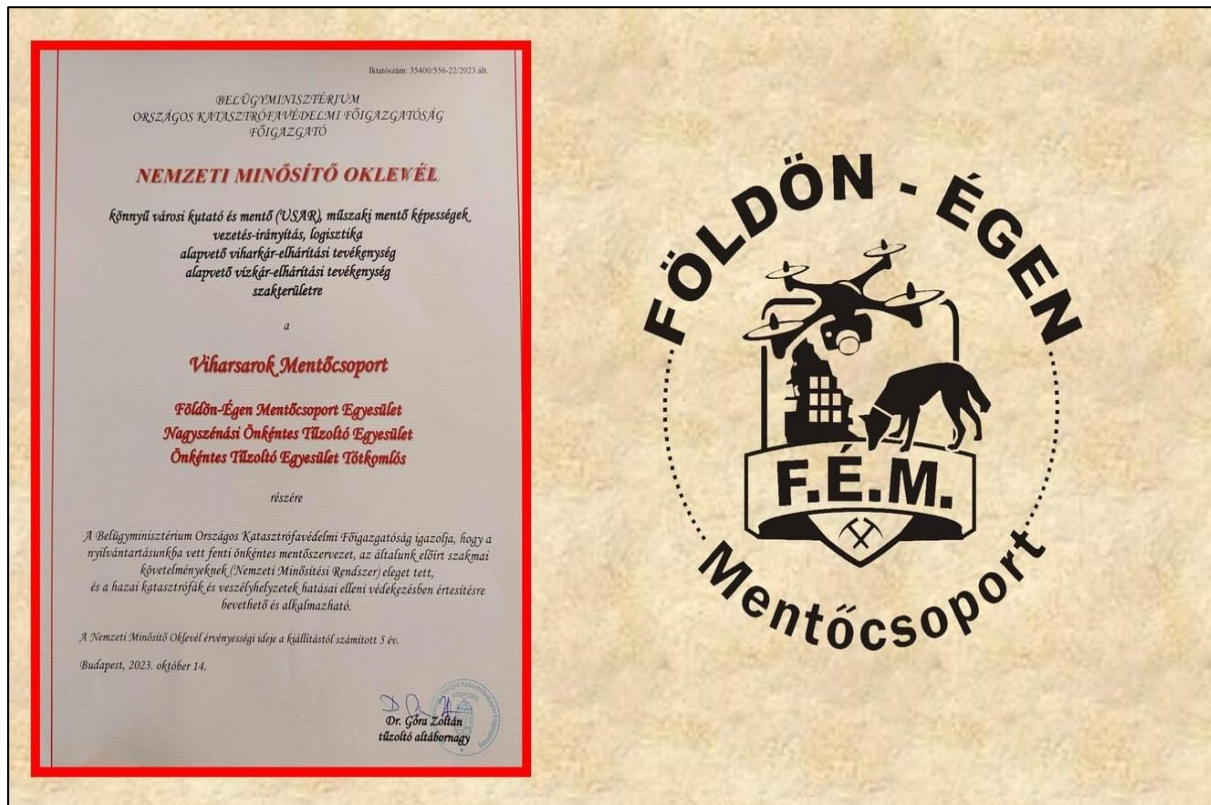 Iktatószám: 35400/556-22/2023.ált.
BELÜGYMINISZTÉRIUM
ORSZÁGOS KATASZTRÓFAVÉDELMI FŐIGAZGATÓSÁG
FŐIGAZGATÓ
NEMZETI MINŐSÍTŐ OKLEVÉL
könnyű városi kutató és mentő (USAR), műszaki mentő képességek
vezetés-irányítás, logisztika
alapvető viharkár-elhárítási tevékenység
alapvető vízkár-elhárítási tevékenység
szakterületre
a
Viharsarok Mentőcsoport
Földön-Égen Mentőcsoport Egyesület
Nagyszénási Önkéntes Tűzoltó Egyesület
Önkéntes Tűzoltó Egyesület Tótkomlós
részére
A Belügyminisztérium Országos Katasztrófavédelmi Főigazgatóság igazolja, hogy a
nyilvántartásunkba vett fenti önkéntes mentőszervezet, az általunk előírt szakmai
követelményeknek (Nemzeti Minősítési Rendszer) eleget tett,
és a hazai katasztrófák és veszélyhelyzetek hatásai elleni védekezésben értesítésre
bevethető és alkalmazható.
A Nemzeti Minősítő Oklevél érvényességi ideje a kiállítástól számított 5 év.
Budapest, 2023. október 14.
Dr. Góra Zoltán
tűzoltó altábornagy
FÖLDÖN - ÉGEN
F.É.M.
Mentőcsoport